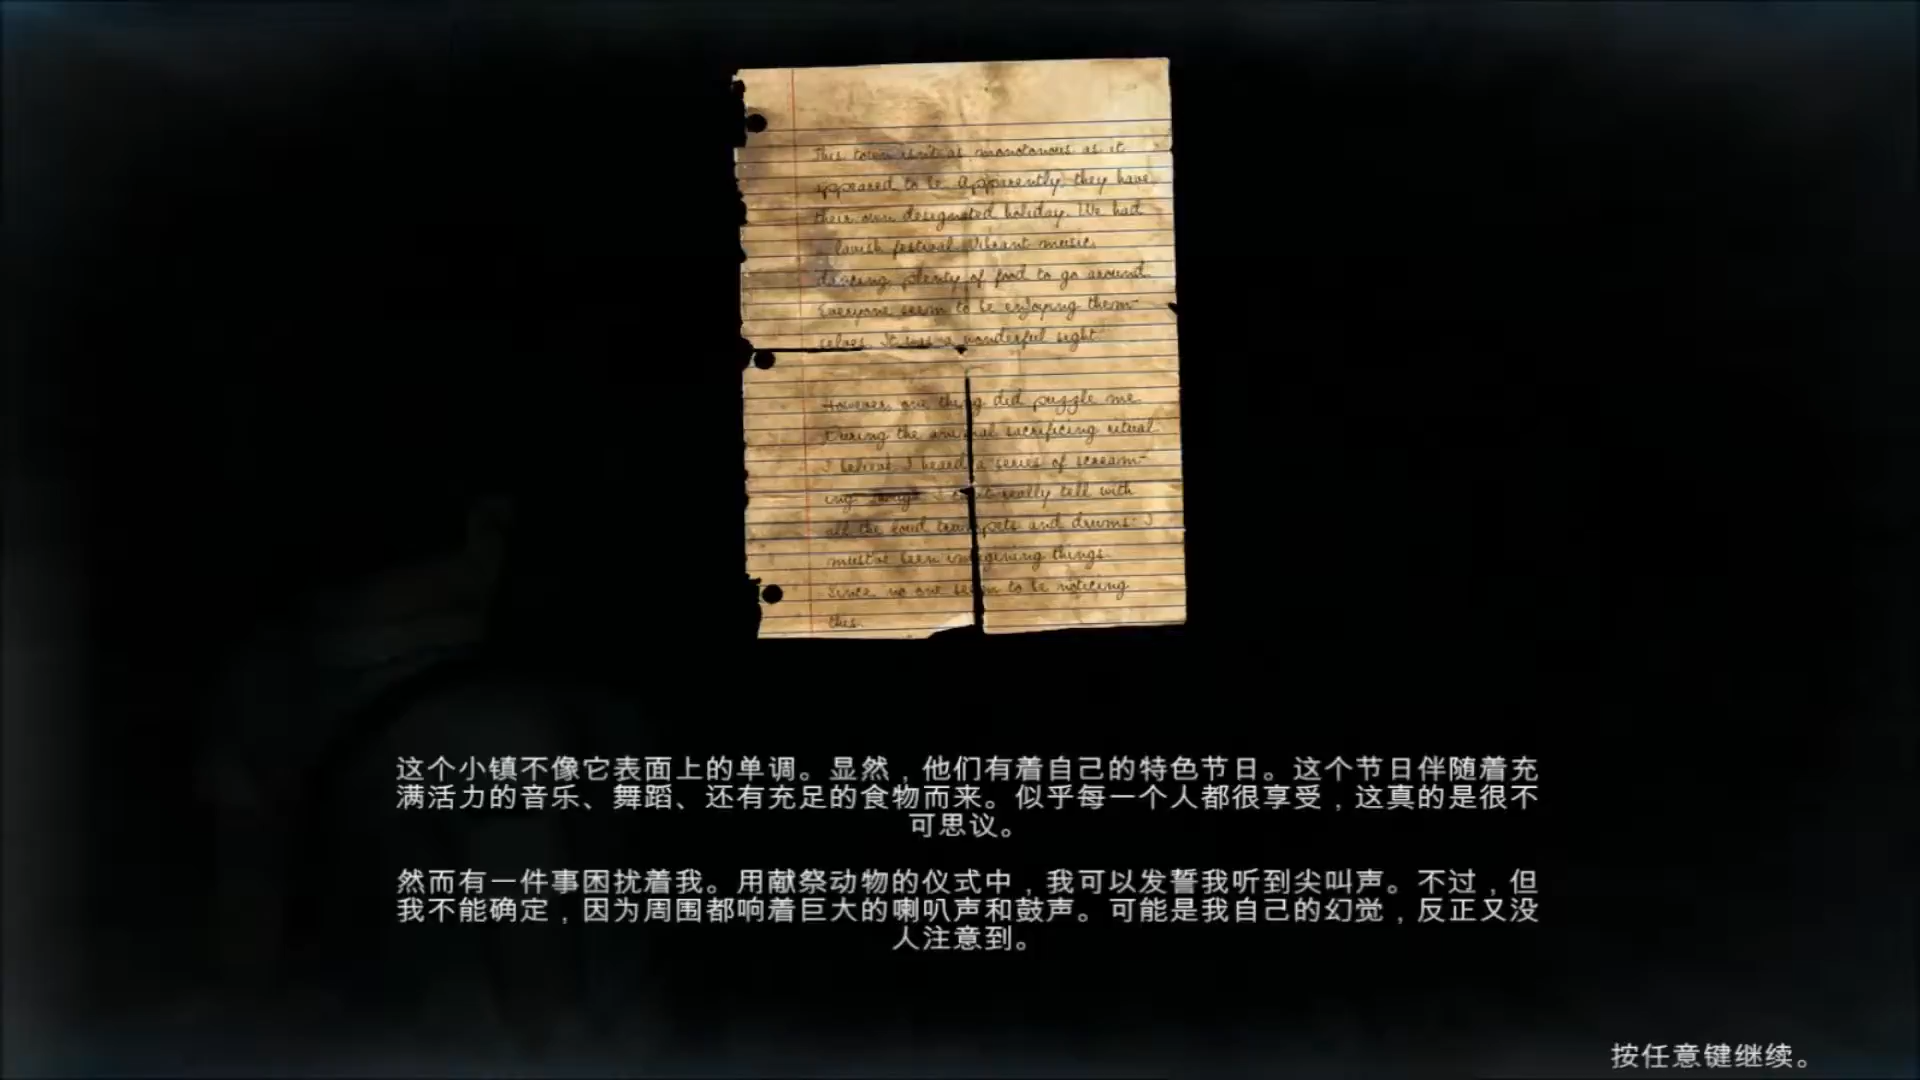 This town isn't as monotonous as it
appeared to be. Apparently, they have
their own designated holiday. We had
lavish festival. Vibrant music,
dancing, plenty of food to go around.
Everyone seem to be enjoying them-
selves. It was a wonderful sight.
However, one thing did puzzle me.
During the animal sacrificing ritual
I believe I heard a series of scream-
ing I can't really tell with
all the loud trumpets and drums. I
must've been imagining things.
Since no one seem to be noticing
this.
这个小镇不像它表面上的单调。显然，他们有着自己的特色节日。这个节日伴随着充
满活力的音乐、舞蹈、还有充足的食物而来。似乎每一个人都很享受，这真的是很不
可思议。
然而有一件事困扰着我。用献祭动物的仪式中，我可以发誓我听到尖叫声。不过，但
我不能确定，因为周围都响着巨大的喇叭声和鼓声。可能是我自己的幻觉，反正又没
人注意到。
按任意键继续。